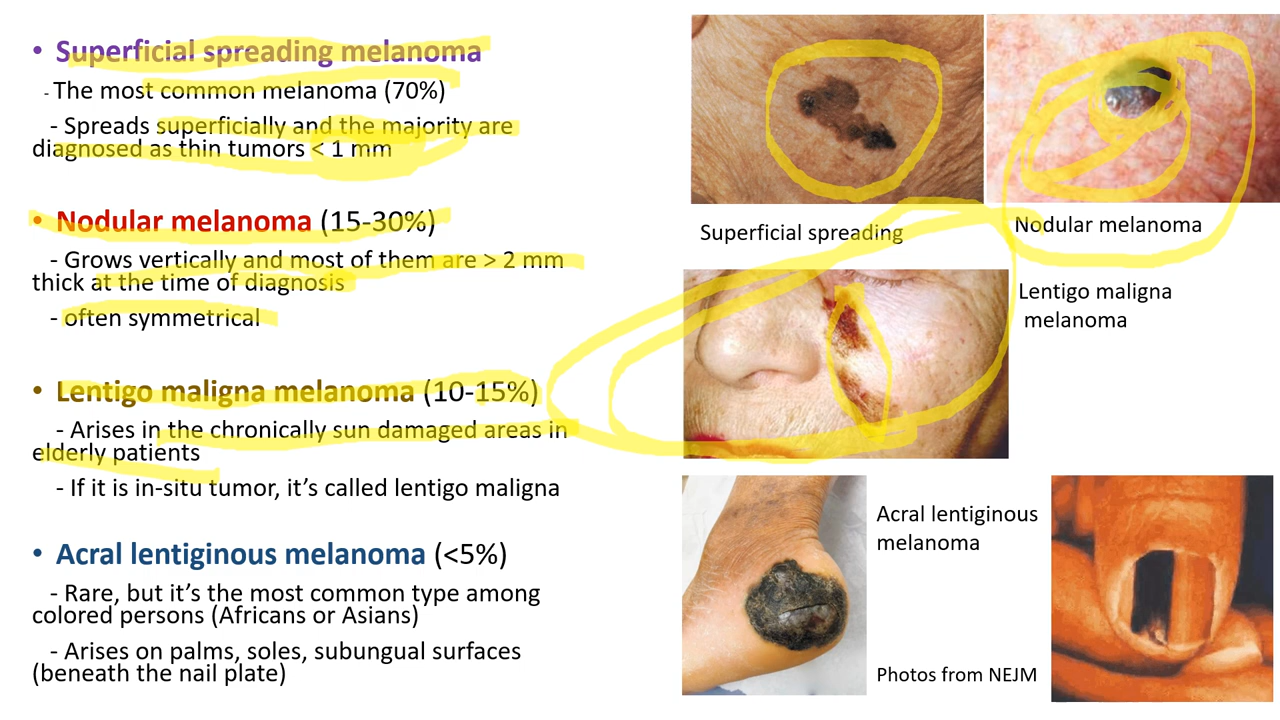 • Superficial spreading melanoma
- The most common melanoma (70%)
- Spreads superficially and the majority are
diagnosed as thin tumors < 1 mm
• Nodular melanoma (15-30%)
- Grows vertically and most of them are > 2 mm
thick at the time of diagnosis
- often symmetrical
• Lentigo maligna melanoma (10-15%)
- Arises in the chronically sun damaged areas in
elderly patients
- If it is in-situ tumor, it’s called lentigo maligna
• Acral lentiginous melanoma (<5%)
- Rare, but it’s the most common type among
colored persons (Africans or Asians)
- Arises on palms, soles, subungual surfaces
(beneath the nail plate)
Superficial spreading
Nodular melanoma
Lentigo maligna
melanoma
Acral lentiginous
melanoma
Photos from NEJM